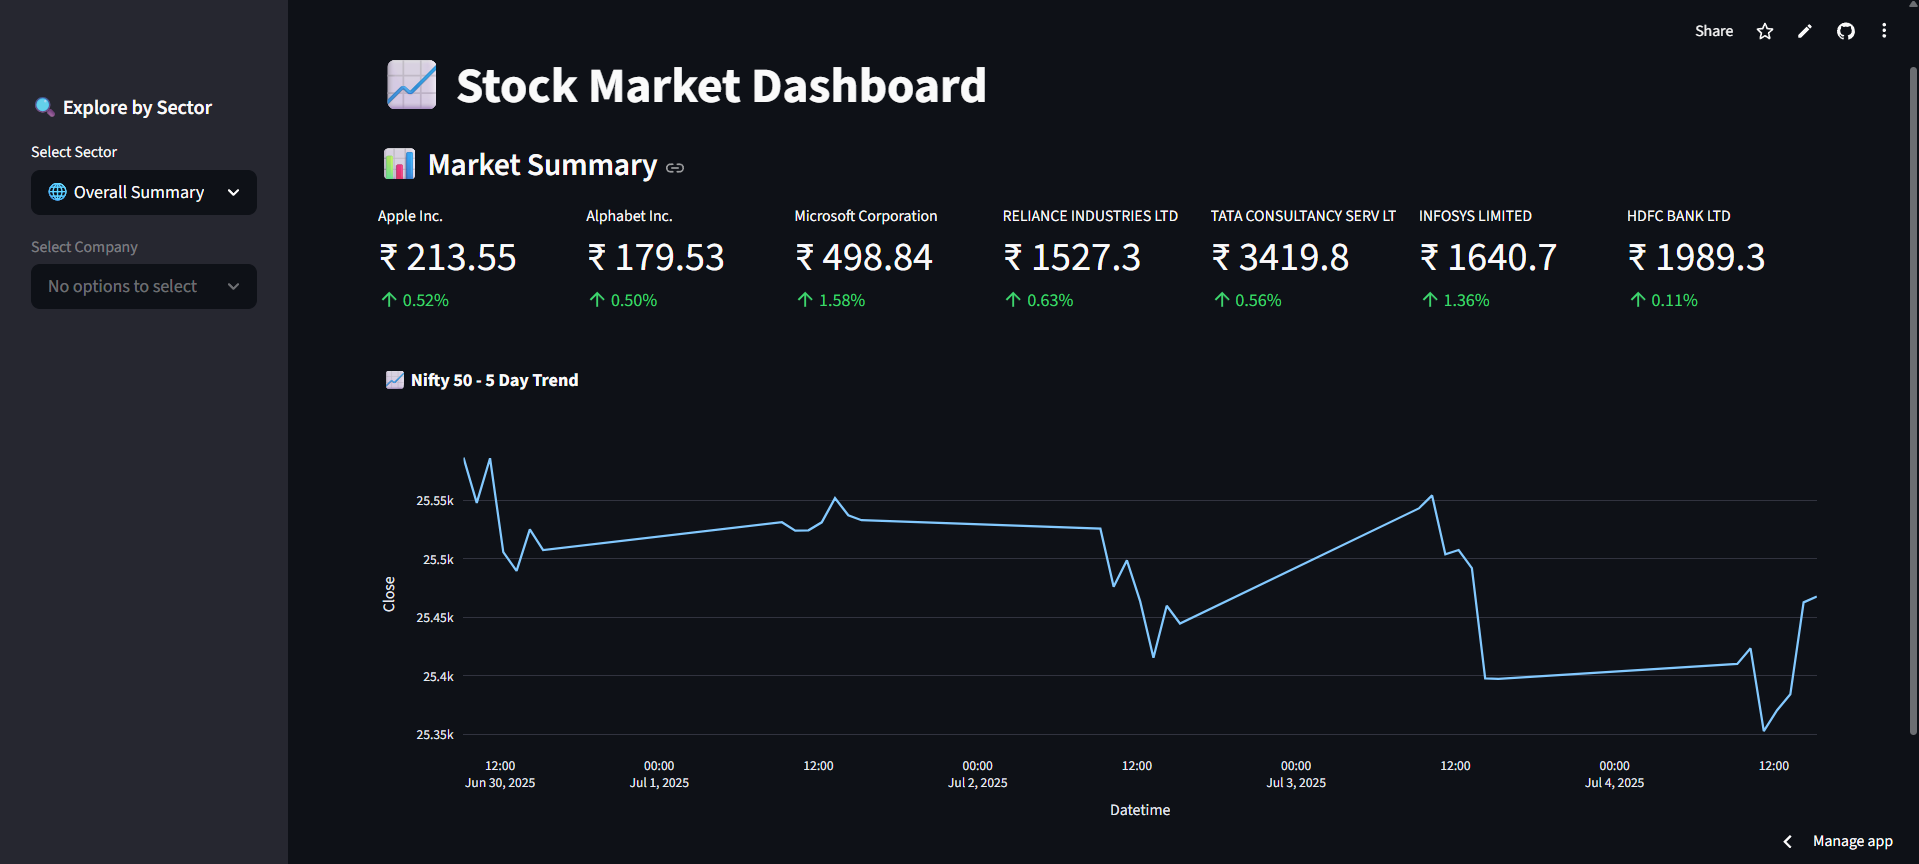 Share
Explore by Sector
Select Sector
Overall Summary
Select Company
No options to select
Stock Market Dashboard
Market Summary
Apple Inc.
₹ 213.55
↑ 0.52%
Alphabet Inc.
₹ 179.53
↑ 0.50%
Microsoft Corporation
₹ 498.84
↑ 1.58%
RELIANCE INDUSTRIES LTD
₹ 1527.3
↑ 0.63%
TATA CONSULTANCY SERV LT
₹ 3419.8
↑ 0.56%
INFOSYS LIMITED
₹ 1640.7
↑ 1.36%
HDFC BANK LTD
₹ 1989.3
↑ 0.11%
Nifty 50 - 5 Day Trend
Close
25.55k
25.5k
25.45k
25.4k
25.35k
12:00
Jun 30, 2025
00:00
Jul 1, 2025
12:00
00:00
Jul 2, 2025
12:00
00:00
Jul 3, 2025
12:00
00:00
Jul 4, 2025
12:00
Datetime
Manage app